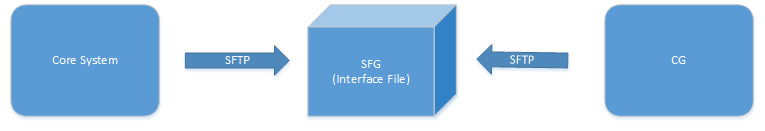 Core System
SFTP
SFG
(Interface File)
SFTP
CG